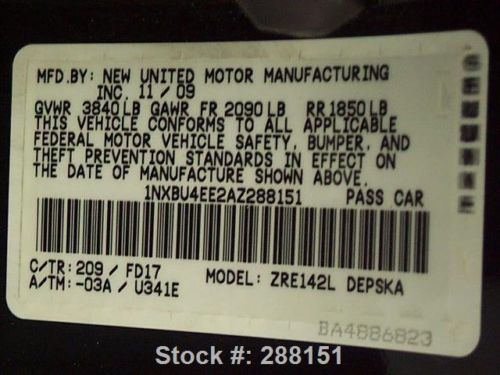 MFD.BY: NEW UNITED MOTOR MANUFACTURING
INC. 11 / 09
GVWR 3840LB GAWR FR 2090LB RR1850LB
THIS VEHICLE CONFORMS TO ALL APPLICABLE
FEDERAL MOTOR VEHICLE SAFETY, BUMPER, AND
THEFT PREVENTION STANDARDS IN EFFECT ON
THE DATE OF MANUFACTURE SHOWN ABOVE.
1NXBU4EE2AZ288151 PASS CAR
C/TR: 209 / FD17 MODEL: ZRE142L DEPSKA
A/TM: -03A / U341E
BA4886823
Stock #: 288151